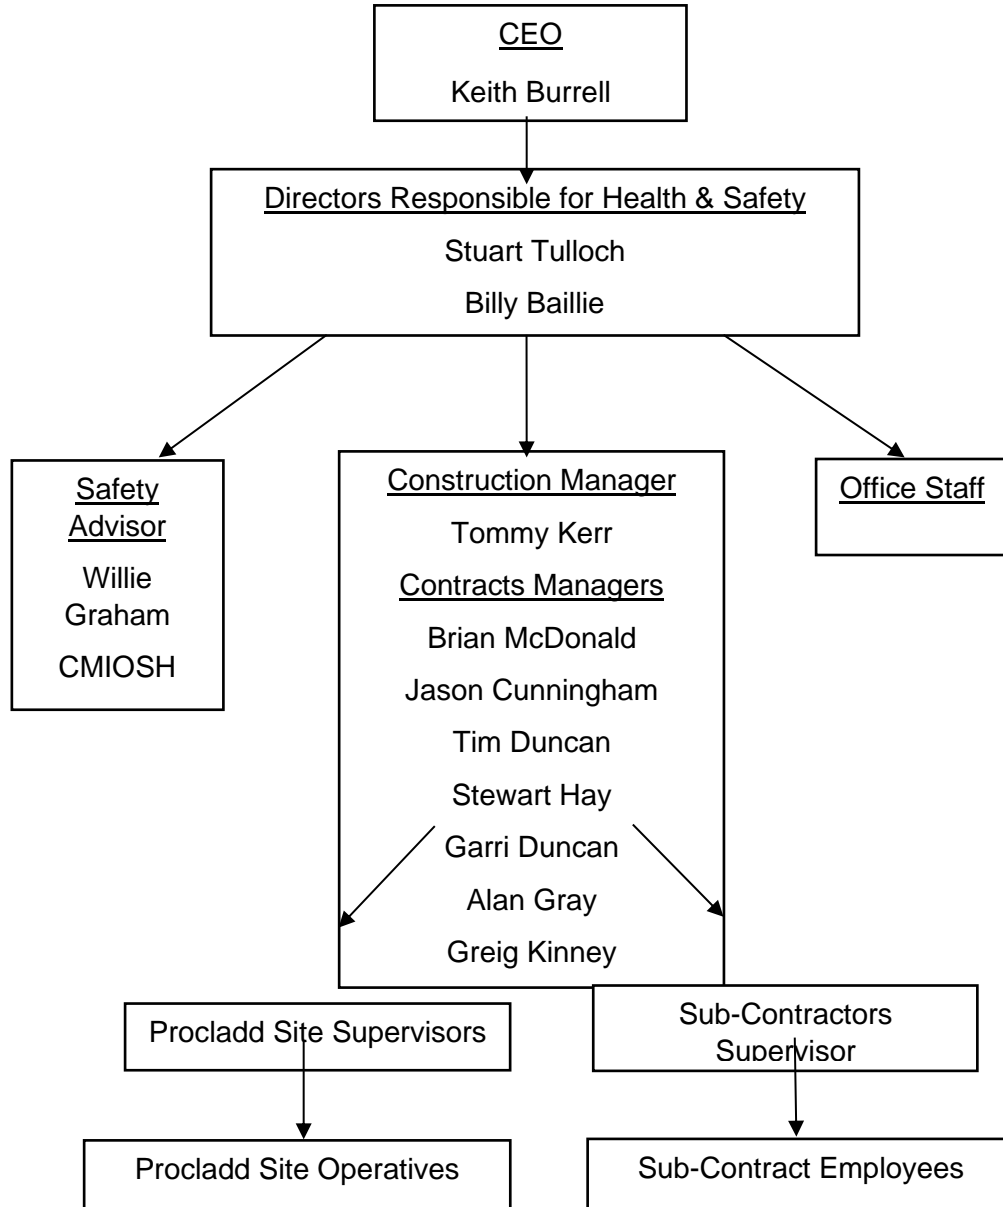 CEO
Keith Burrell
Directors Responsible for Health & Safety
Stuart Tulloch
Billy Baillie
Safety
Advisor
Willie
Graham
CMIOSH
Construction Manager
Tommy Kerr
Contracts Managers
Brian McDonald
Jason Cunningham
Tim Duncan
Stewart Hay
Garri Duncan
Alan Gray
Greig Kinney
Office Staff
Procladd Site Supervisors
Sub-Contractors
Supervisor
Procladd Site Operatives
Sub-Contract Employees